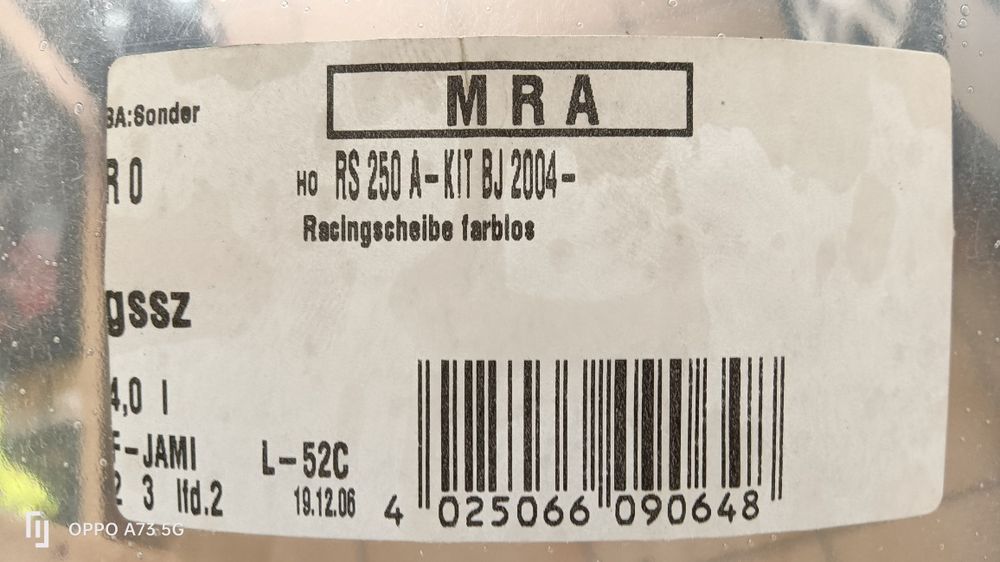 MRA
BA:Sonder
HO RS 250 A-KIT BJ 2004-
R 0
Racingscheibe farblos
gssz
4,0 l
F-JAMI L-52C
2 3 lfd.2 19.12.06
4 025066 090648
OPPO A73 5G